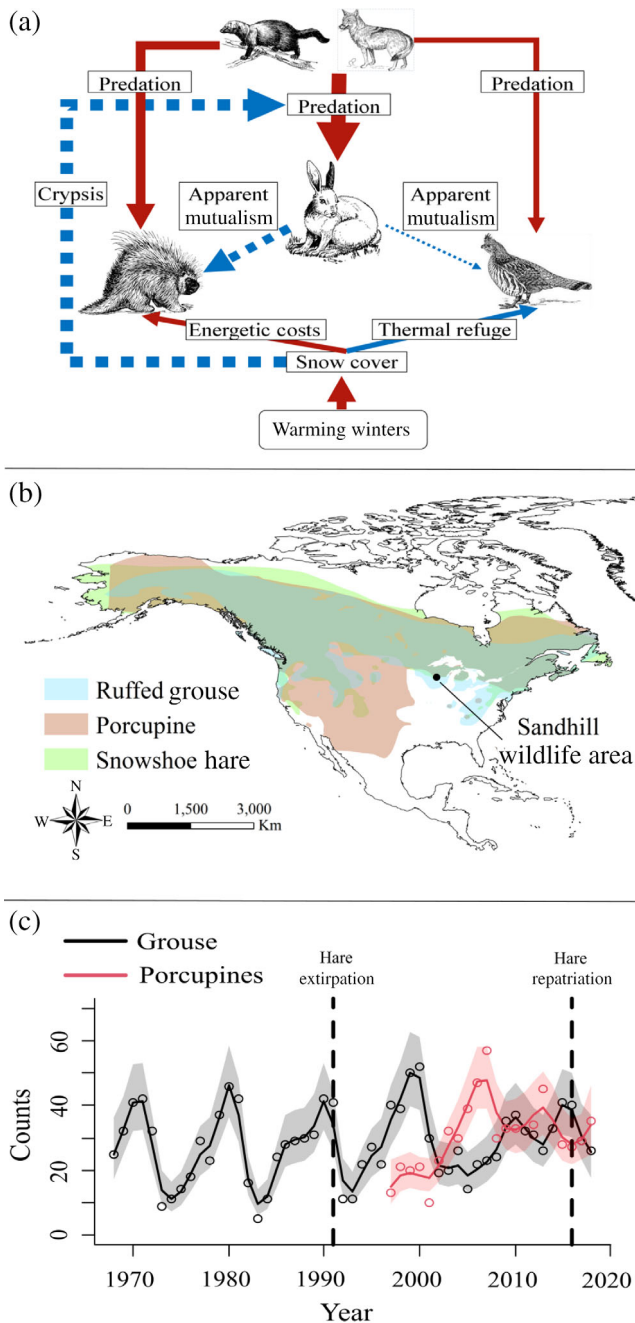 (a)
Predation
Predation
Predation
Crypsis
Apparent
mutualism
Apparent
mutualism
Energetic costs
Thermal refuge
Snow cover
Warming winters
(b)
Ruffed grouse
Porcupine
Snowshoe hare
Sandhill
wildlife area
N
W E
S
0 1,500 3,000
Km
(c)
Grouse
Porcupines
Hare
extirpation
Hare
repatriation
60
40
20
0
Counts
1970 1980 1990 2000 2010 2020
Year